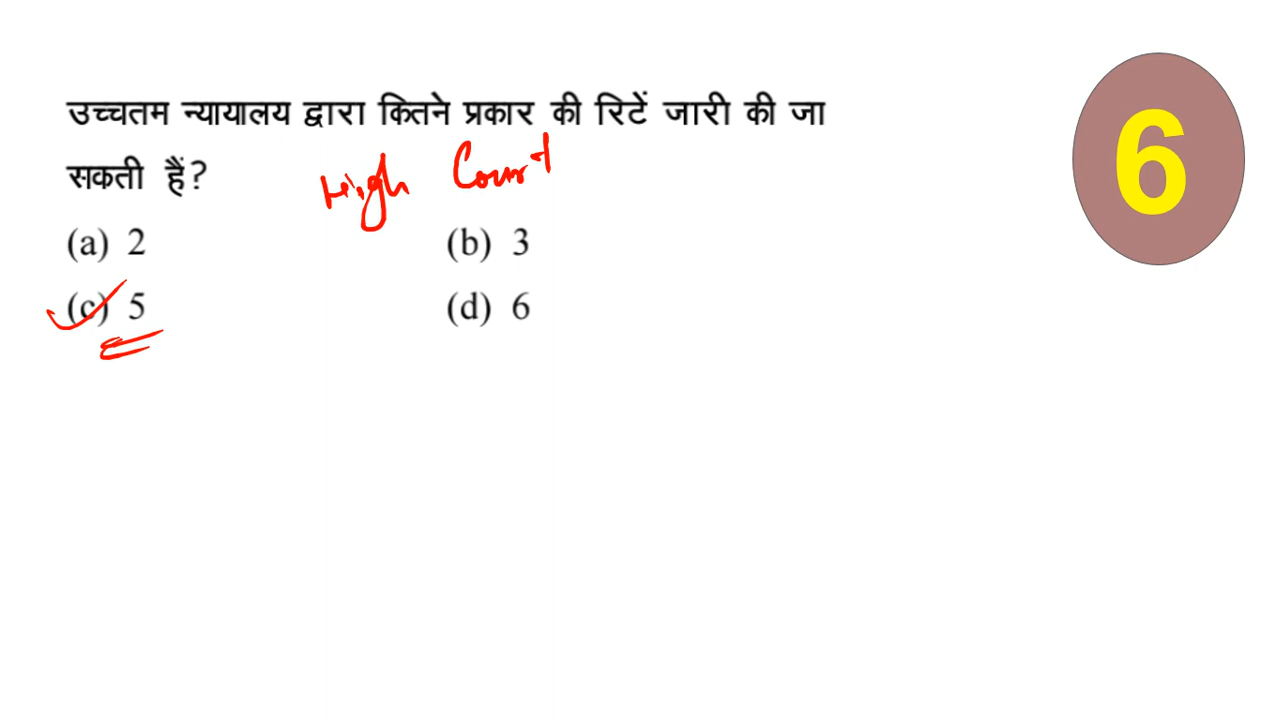 उच्चतम न्यायालय द्वारा कितने प्रकार की रिटें जारी की जा
सकती हैं?
High Court
(a) 2
(b) 3
(c) 5
(d) 6
6